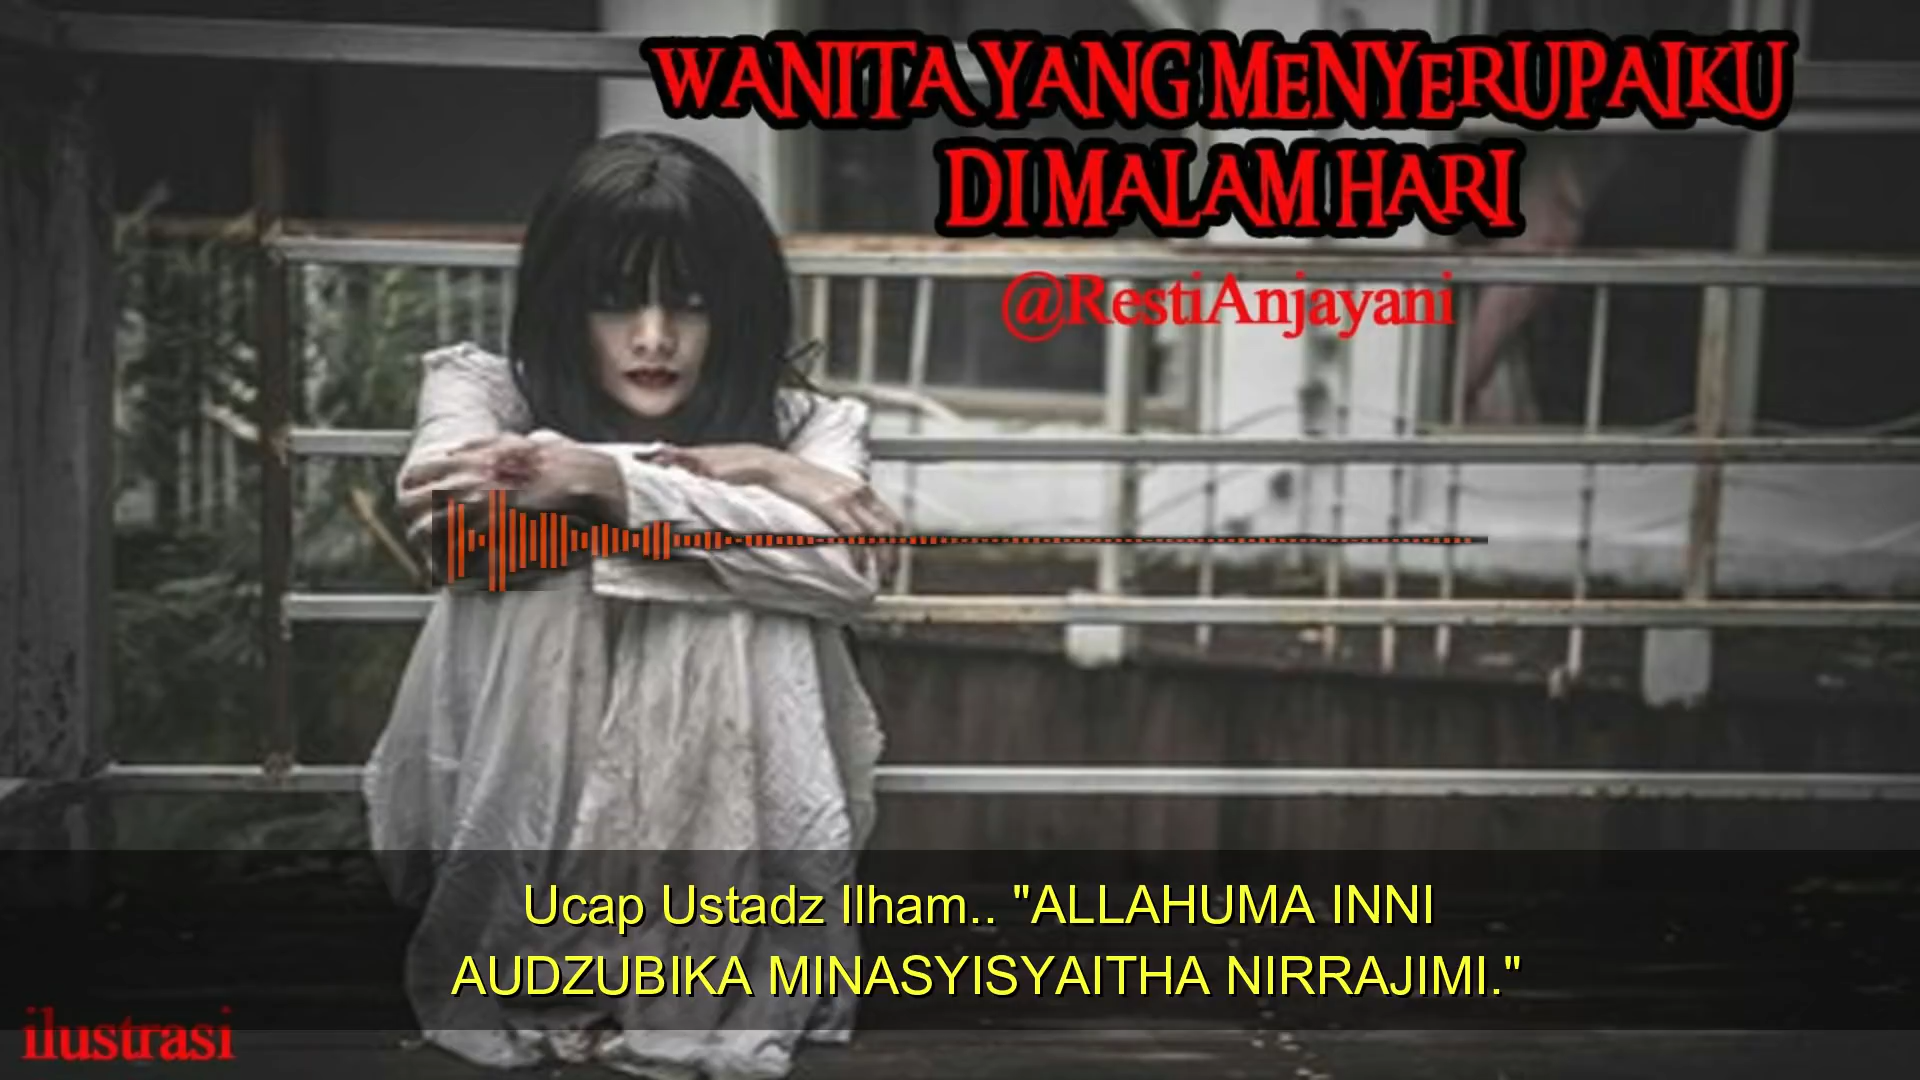 WANITA YANG MENYERUPAIKU
DI MALAM HARI
@RestiAnjayani
Ucap Ustadz Ilham.. "ALLAHUMA INNI
AUDZUBIKA MINASYISYAITHA NIRRAJIMI."
ilustrasi